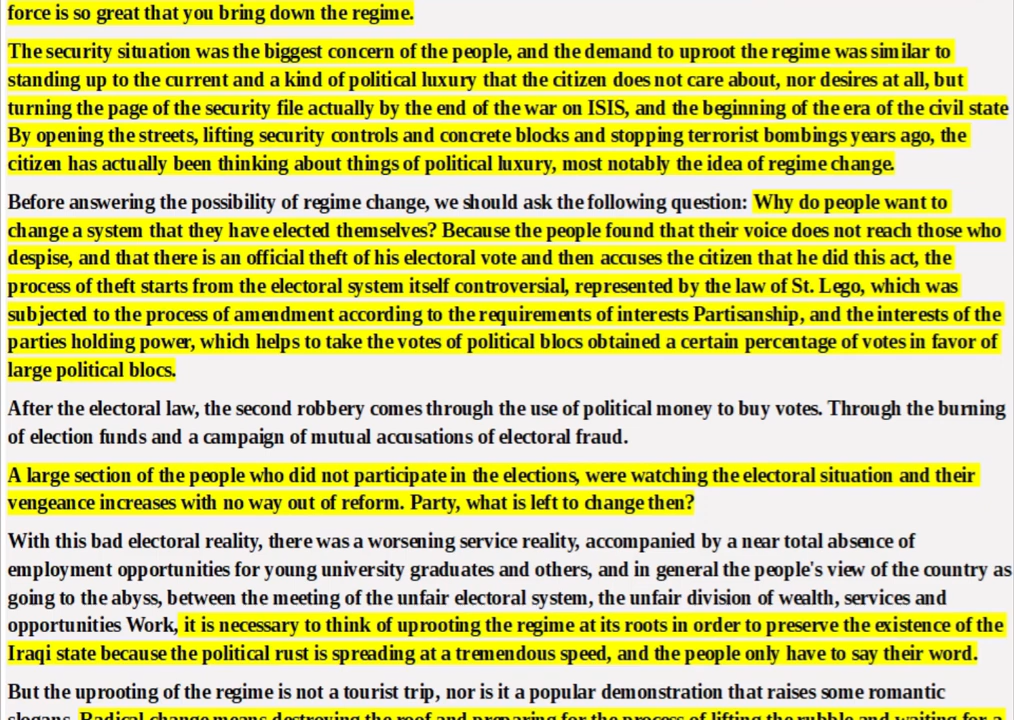 force is so great that you bring down the regime.
The security situation was the biggest concern of the people, and the demand to uproot the regime was similar to
standing up to the current and a kind of political luxury that the citizen does not care about, nor desires at all, but
turning the page of the security file actually by the end of the war on ISIS, and the beginning of the era of the civil state
By opening the streets, lifting security controls and concrete blocks and stopping terrorist bombings years ago, the
citizen has actually been thinking about things of political luxury, most notably the idea of regime change.
Before answering the possibility of regime change, we should ask the following question: Why do people want to
change a system that they have elected themselves? Because the people found that their voice does not reach those who
despise, and that there is an official theft of his electoral vote and then accuses the citizen that he did this act, the
process of theft starts from the electoral system itself controversial, represented by the law of St. Lego, which was
subjected to the process of amendment according to the requirements of interests Partisanship, and the interests of the
parties holding power, which helps to take the votes of political blocs obtained a certain percentage of votes in favor of
large political blocs.
After the electoral law, the second robbery comes through the use of political money to buy votes. Through the burning
of election funds and a campaign of mutual accusations of electoral fraud.
A large section of the people who did not participate in the elections, were watching the electoral situation and their
vengeance increases with no way out of reform. Party, what is left to change then?
With this bad electoral reality, there was a worsening service reality, accompanied by a near total absence of
employment opportunities for young university graduates and others, and in general the people's view of the country as
going to the abyss, between the meeting of the unfair electoral system, the unfair division of wealth, services and
opportunities Work, it is necessary to think of uprooting the regime at its roots in order to preserve the existence of the
Iraqi state because the political rust is spreading at a tremendous speed, and the people only have to say their word.
But the uprooting of the regime is not a tourist trip, nor is it a popular demonstration that raises some romantic
slogans. Radical change means destroying the roof and preparing for the process of lifting the rubble and waiting for a